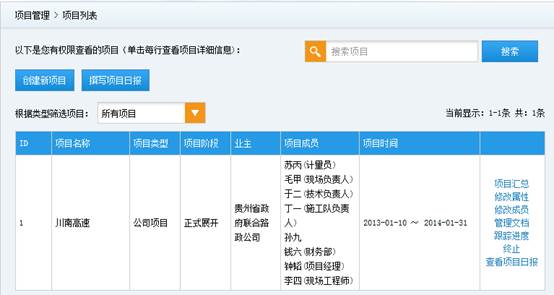 项目管理 > 项目列表
以下是您有权限查看的项目(单击每行查看项目详细信息):
搜索项目
搜索
创建新项目
撰写项目日报
根据类型筛选项目:
所有项目
当前显示:1-1条 共:1条
ID 项目名称 项目类型 项目阶段 业主 项目成员 项目时间
1
川南高速
公司项目
正式展开
贵州省政
府联合路
政公司
苏丙(计量员)
毛甲(现场负责人)
于二(技术负责人)
丁一(施工队负责
人)
孙九
钱六(财务部)
钟韬(项目经理)
李四(现场工程师)
2013-01-10 ~ 2014-01-31
项目汇总
修改属性
修改成员
管理文档
跟踪进度
终止
查看项目日报